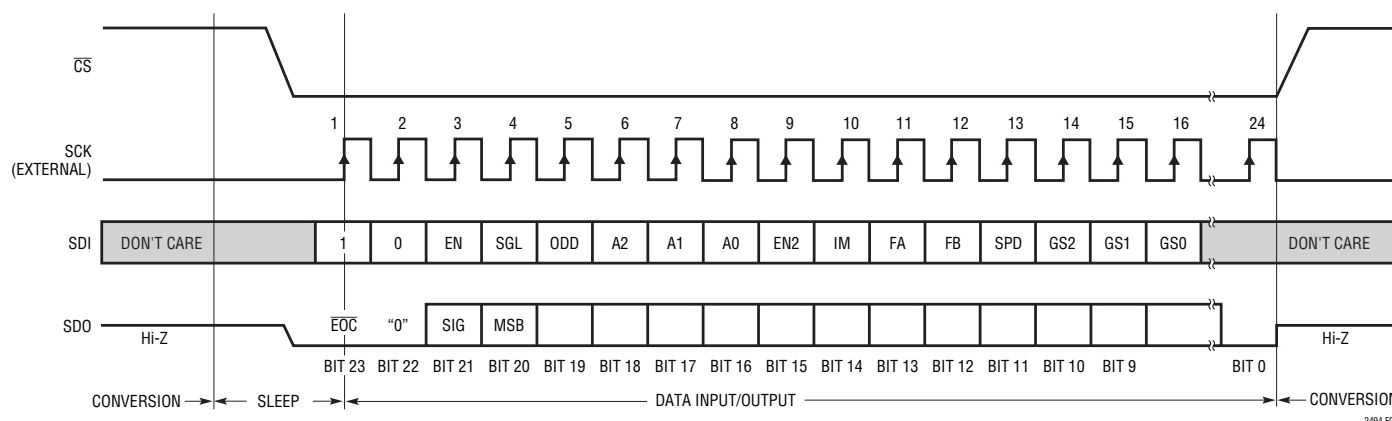 CS
1 2 3 4 5 6 7 8 9 10 11 12 13 14 15 16 24
SCK
(EXTERNAL)
SDI DON'T CARE 1 0 EN SGL ODD A2 A1 A0 EN2 IM FA FB SPD GS2 GS1 GS0 DON'T CARE
SDO Hi-Z EOC “0” SIG MSB Hi-Z
BIT 23 BIT 22 BIT 21 BIT 20 BIT 19 BIT 18 BIT 17 BIT 16 BIT 15 BIT 14 BIT 13 BIT 12 BIT 11 BIT 10 BIT 9 BIT 0
CONVERSION SLEEP DATA INPUT/OUTPUT CONVERSION